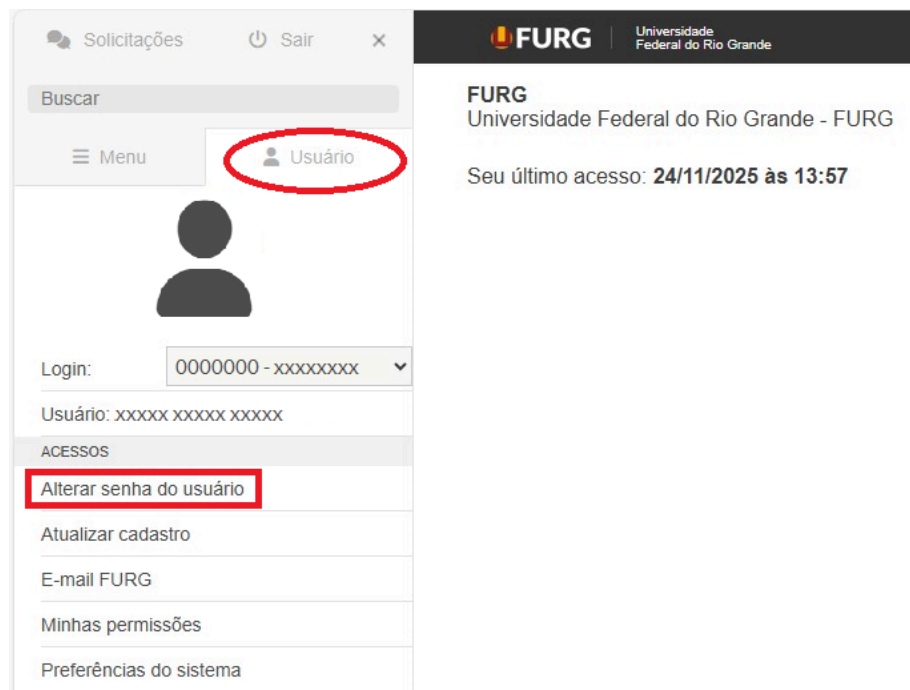 Solicitações Sair ×
Buscar
Menu Usuário
Login: 0000000 - xxxxxxxx
Usuário: xxxxx xxxxx xxxxx
ACESSOS
Alterar senha do usuário
Atualizar cadastro
E-mail FURG
Minhas permissões
Preferências do sistema
FURG
Universidade
Federal do Rio Grande
FURG
Universidade Federal do Rio Grande - FURG
Seu último acesso: 24/11/2025 às 13:57